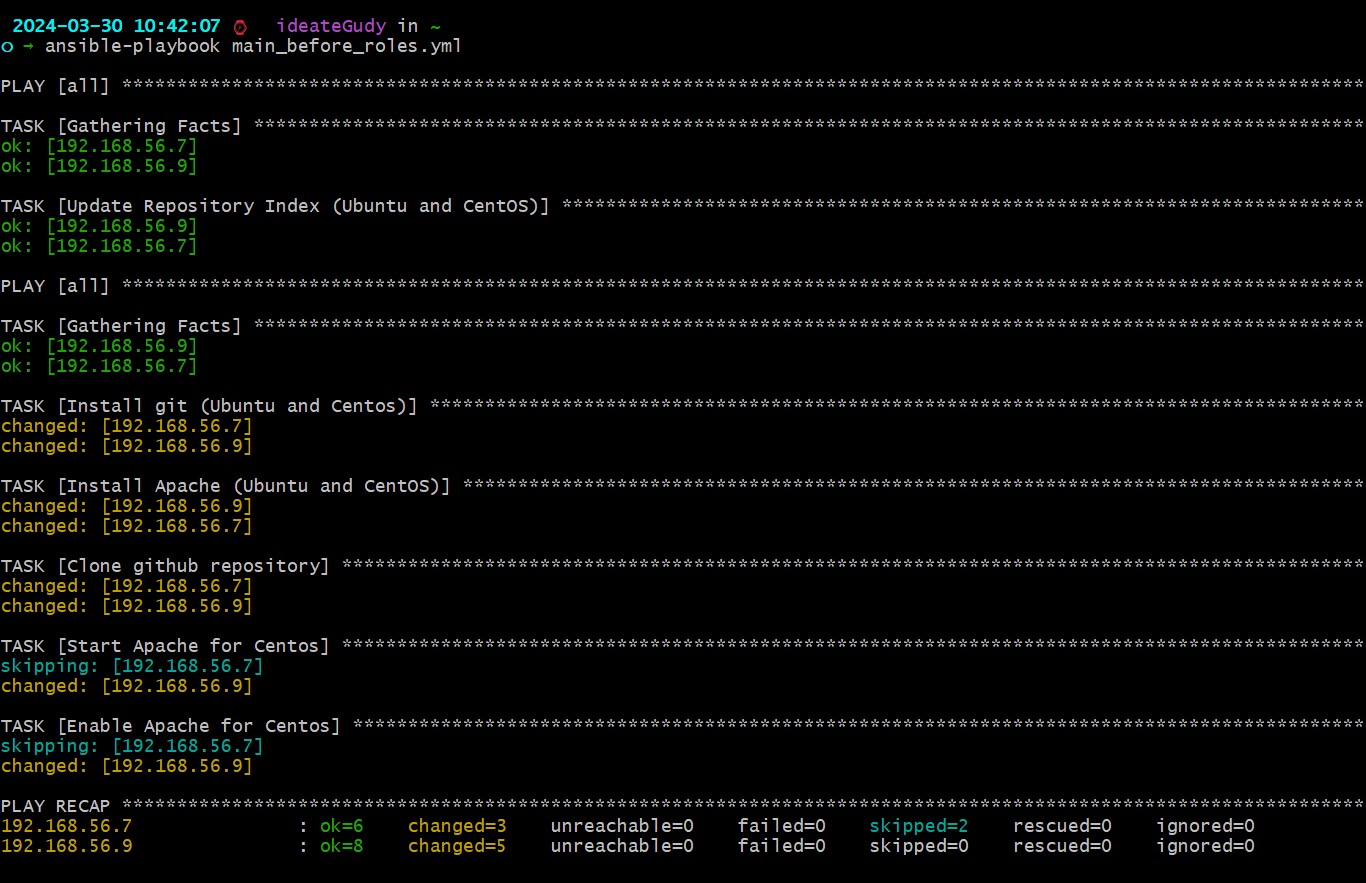 2024-03-30 10:42:07 ⌚ ideateGudy in ~
○ → ansible-playbook main_before_roles.yml
PLAY [all] *****************************************************************************************************************
TASK [Gathering Facts] *****************************************************************************************************
ok: [192.168.56.7]
ok: [192.168.56.9]
TASK [Update Repository Index (Ubuntu and CentOS)] *************************************************************************
ok: [192.168.56.9]
ok: [192.168.56.7]
PLAY [all] *****************************************************************************************************************
TASK [Gathering Facts] *****************************************************************************************************
ok: [192.168.56.9]
ok: [192.168.56.7]
TASK [Install git (Ubuntu and Centos)] *************************************************************************************
changed: [192.168.56.7]
changed: [192.168.56.9]
TASK [Install Apache (Ubuntu and CentOS)] **********************************************************************************
changed: [192.168.56.9]
changed: [192.168.56.7]
TASK [Clone github repository] *********************************************************************************************
changed: [192.168.56.7]
changed: [192.168.56.9]
TASK [Start Apache for Centos] *********************************************************************************************
skipping: [192.168.56.7]
changed: [192.168.56.9]
TASK [Enable Apache for Centos] ********************************************************************************************
skipping: [192.168.56.7]
changed: [192.168.56.9]
PLAY RECAP *****************************************************************************************************************
192.168.56.7 : ok=6 changed=3 unreachable=0 failed=0 skipped=2 rescued=0 ignored=0
192.168.56.9 : ok=8 changed=5 unreachable=0 failed=0 skipped=0 rescued=0 ignored=0